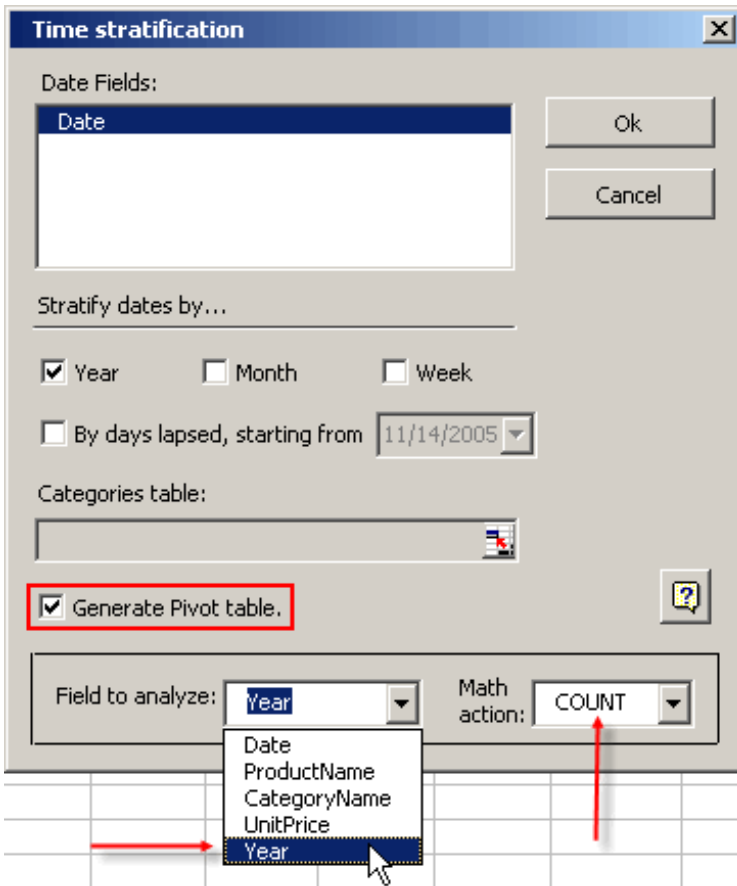 Time stratification
Date Fields:
Date
Ok
Cancel
Stratify dates by...
Year Month Week
By days lapsed, starting from 11/14/2005
Categories table:
Generate Pivot table.
Field to analyze: Year Math action: COUNT
Date
ProductName
CategoryName
UnitPrice
Year